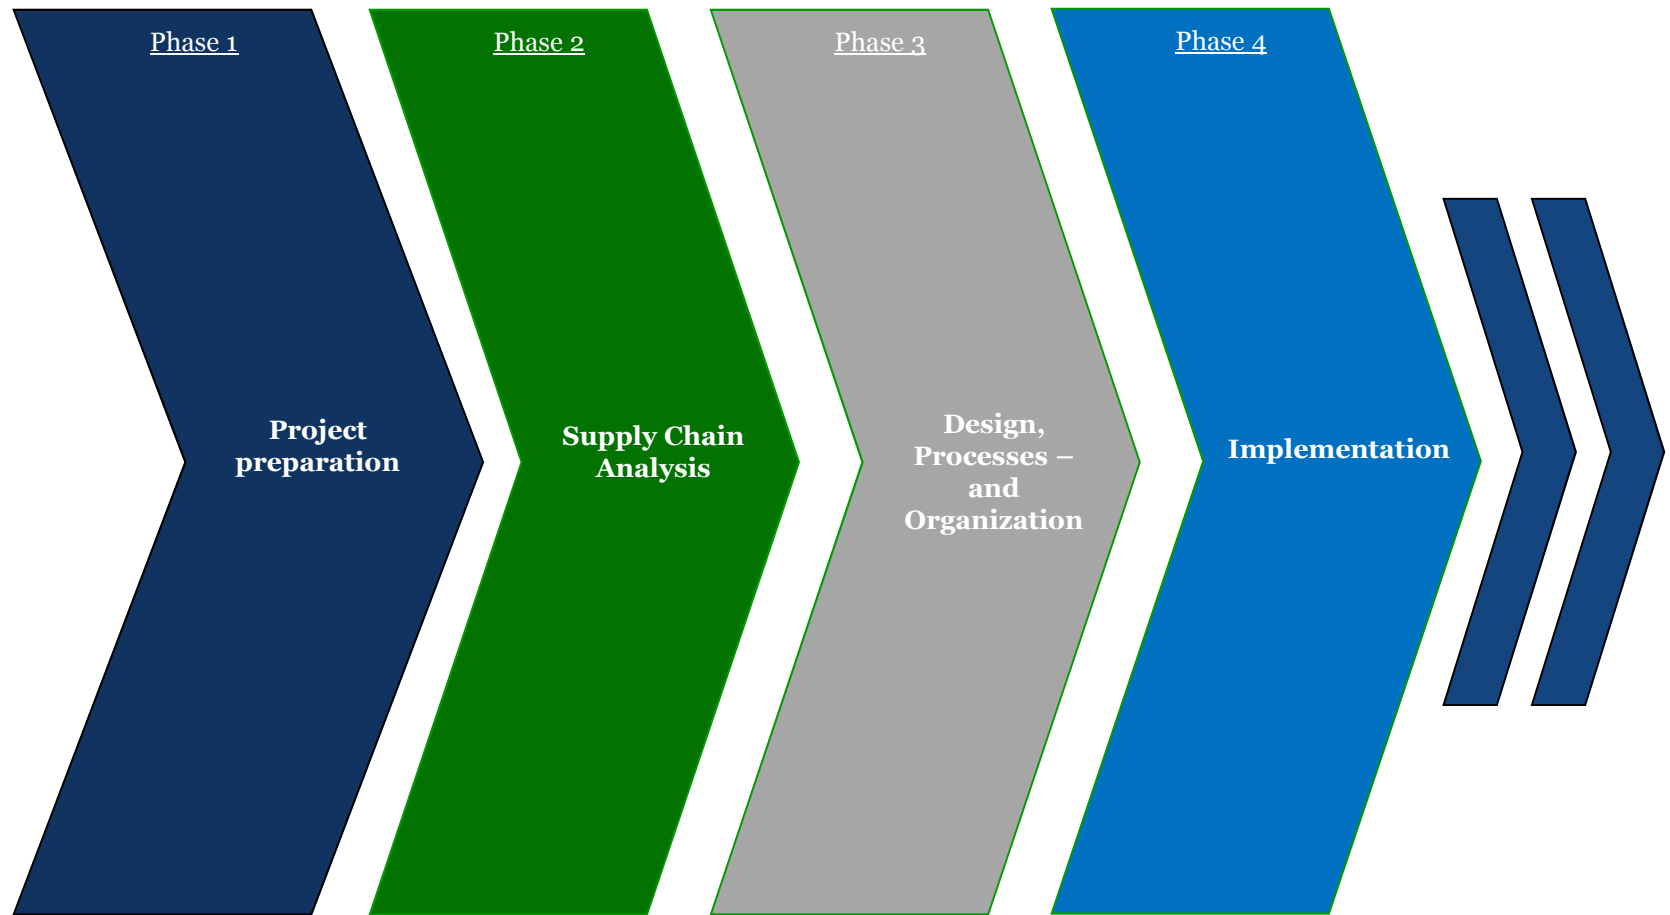 Phase 1
Project
preparation
Phase 2
Supply Chain
Analysis
Phase 3
Design,
Processes –
and
Organization
Phase 4
Implementation